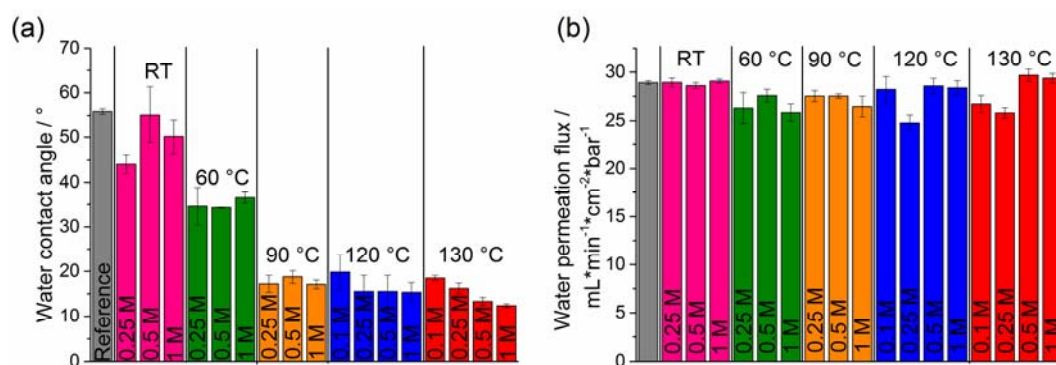 (a)
Water contact angle / °
70
60
50
40
30
20
10
0
RT
60 °C
90 °C
120 °C
130 °C
Reference
0.25 M
0.5 M
1 M
0.25 M
0.5 M
1 M
0.25 M
0.5 M
1 M
0.1 M
0.25 M
0.5 M
1 M
0.1 M
0.25 M
0.5 M
1 M
(b)
Water permeation flux /
mL*min⁻¹*cm⁻²*bar⁻¹
30
25
20
15
10
5
0
RT
60 °C
90 °C
120 °C
130 °C
0.25 M
0.5 M
1 M
0.25 M
0.5 M
1 M
0.25 M
0.5 M
1 M
0.1 M
0.25 M
0.5 M
1 M
0.1 M
0.25 M
0.5 M
1 M